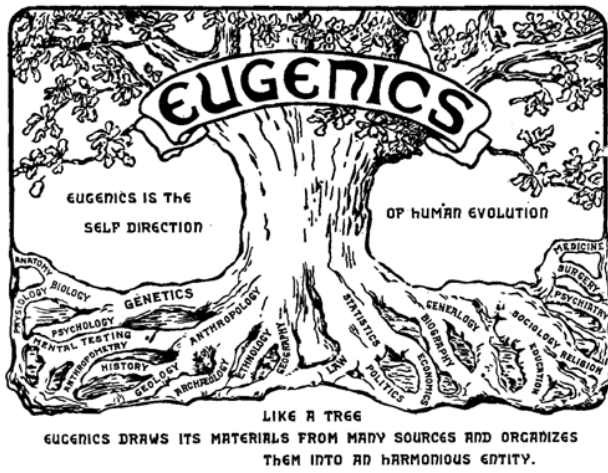 EUGENICS
EUGENICS IS THE
SELF DIRECTION
OF HUMAN EVOLUTION
ANATOMY
PHYSIOLOGY
BIOLOGY
GENETICS
PSYCHOLOGY
MENTAL TESTING
ANTHROPOMETRY
HISTORY
GEOLOGY
ANTHROPOLOGY
ARCHÆOLOGY
ETHNOLOGY
GEOGRAPHY
LAW
STATISTICS
POLITICS
ECONOMICS
BIOGRAPHY
GENEALOGY
EDUCATION
SOCIOLOGY
RELIGION
PSYCHIATRY
SURGERY
MEDICINE
LIKE A TREE
EUGENICS DRAWS ITS MATERIALS FROM MANY SOURCES AND ORGANIZES
THEM INTO AN HARMONIOUS ENTITY.